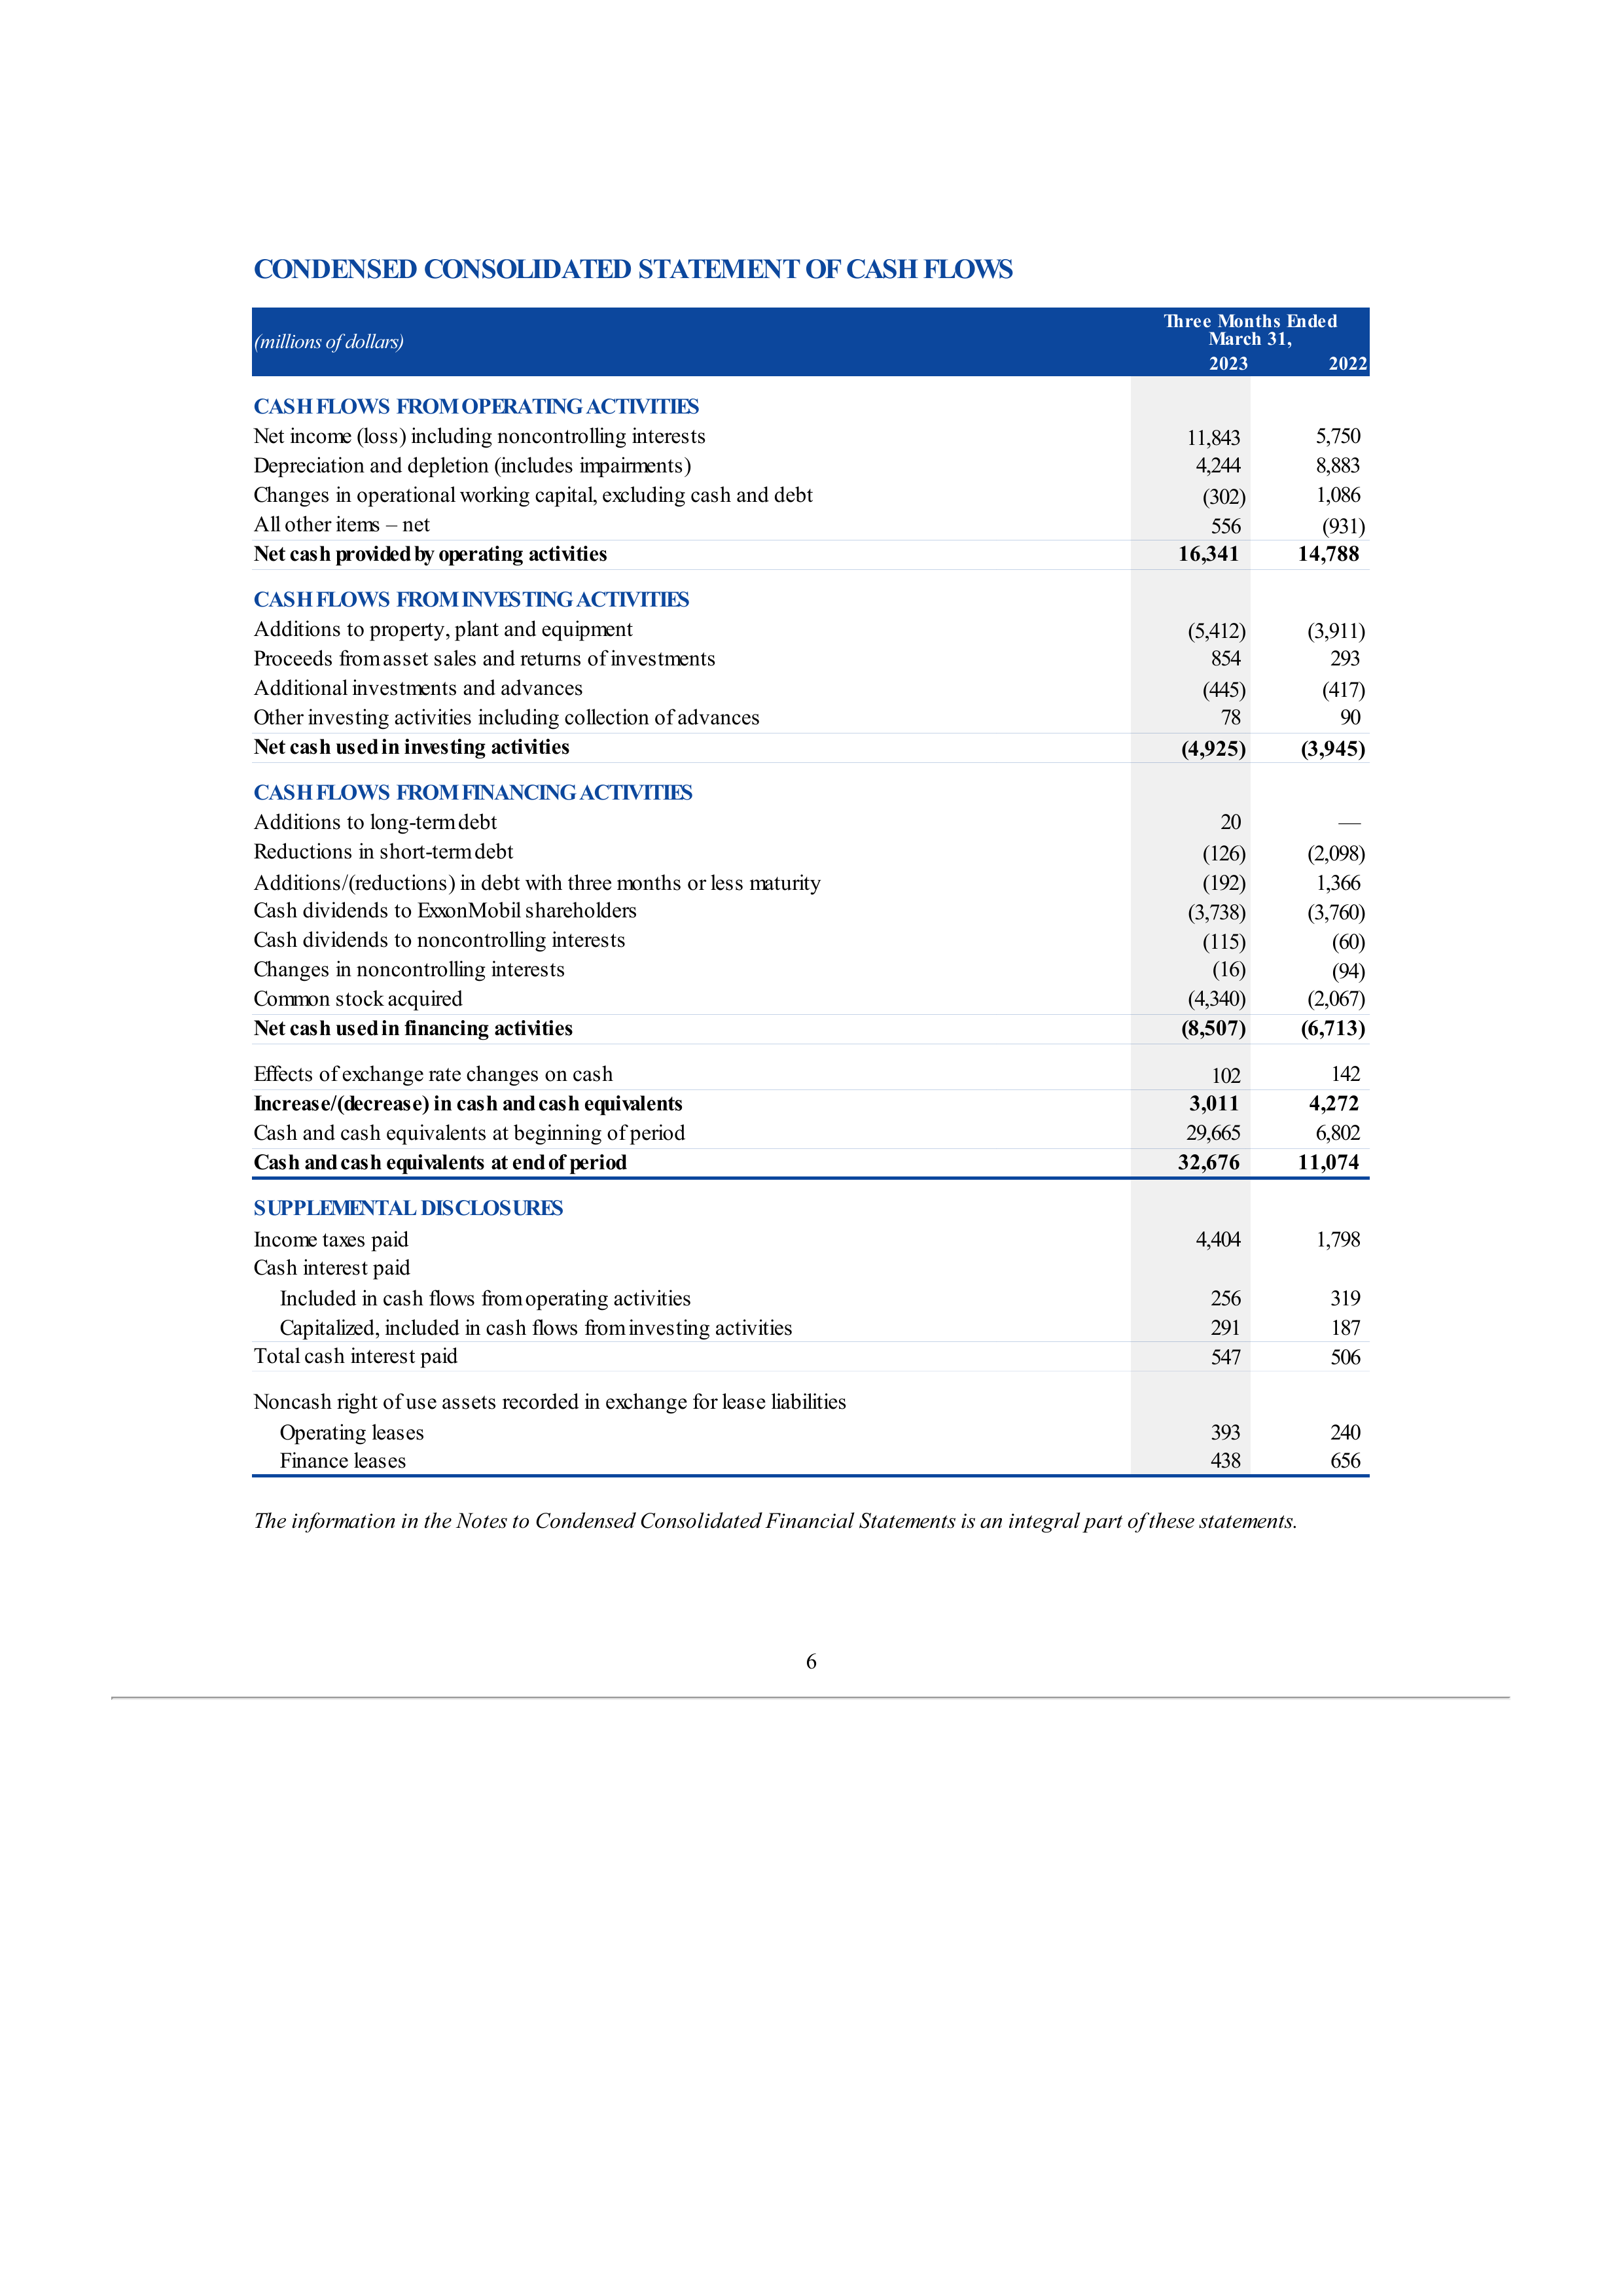 CONDENSED CONSOLIDATED STATEMENT OF CASH FLOWS
(millions of dollars)
Three Months Ended
March 31,
2023 2022
CASH FLOWS FROM OPERATING ACTIVITIES
Net income (loss) including noncontrolling interests 11,843 5,750
Depreciation and depletion (includes impairments) 4,244 8,883
Changes in operational working capital, excluding cash and debt (302) 1,086
All other items – net 556 (931)
Net cash provided by operating activities 16,341 14,788
CASH FLOWS FROM INVESTING ACTIVITIES
Additions to property, plant and equipment (5,412) (3,911)
Proceeds from asset sales and returns of investments 854 293
Additional investments and advances (445) (417)
Other investing activities including collection of advances 78 90
Net cash used in investing activities (4,925) (3,945)
CASH FLOWS FROM FINANCING ACTIVITIES
Additions to long-term debt 20 —
Reductions in short-term debt (126) (2,098)
Additions/(reductions) in debt with three months or less maturity (192) 1,366
Cash dividends to ExxonMobil shareholders (3,738) (3,760)
Cash dividends to noncontrolling interests (115) (60)
Changes in noncontrolling interests (16) (94)
Common stock acquired (4,340) (2,067)
Net cash used in financing activities (8,507) (6,713)
Effects of exchange rate changes on cash 102 142
Increase/(decrease) in cash and cash equivalents 3,011 4,272
Cash and cash equivalents at beginning of period 29,665 6,802
Cash and cash equivalents at end of period 32,676 11,074
SUPPLEMENTAL DISCLOSURES
Income taxes paid 4,404 1,798
Cash interest paid
Included in cash flows from operating activities 256 319
Capitalized, included in cash flows from investing activities 291 187
Total cash interest paid 547 506
Noncash right of use assets recorded in exchange for lease liabilities
Operating leases 393 240
Finance leases 438 656
The information in the Notes to Condensed Consolidated Financial Statements is an integral part of these statements.
6